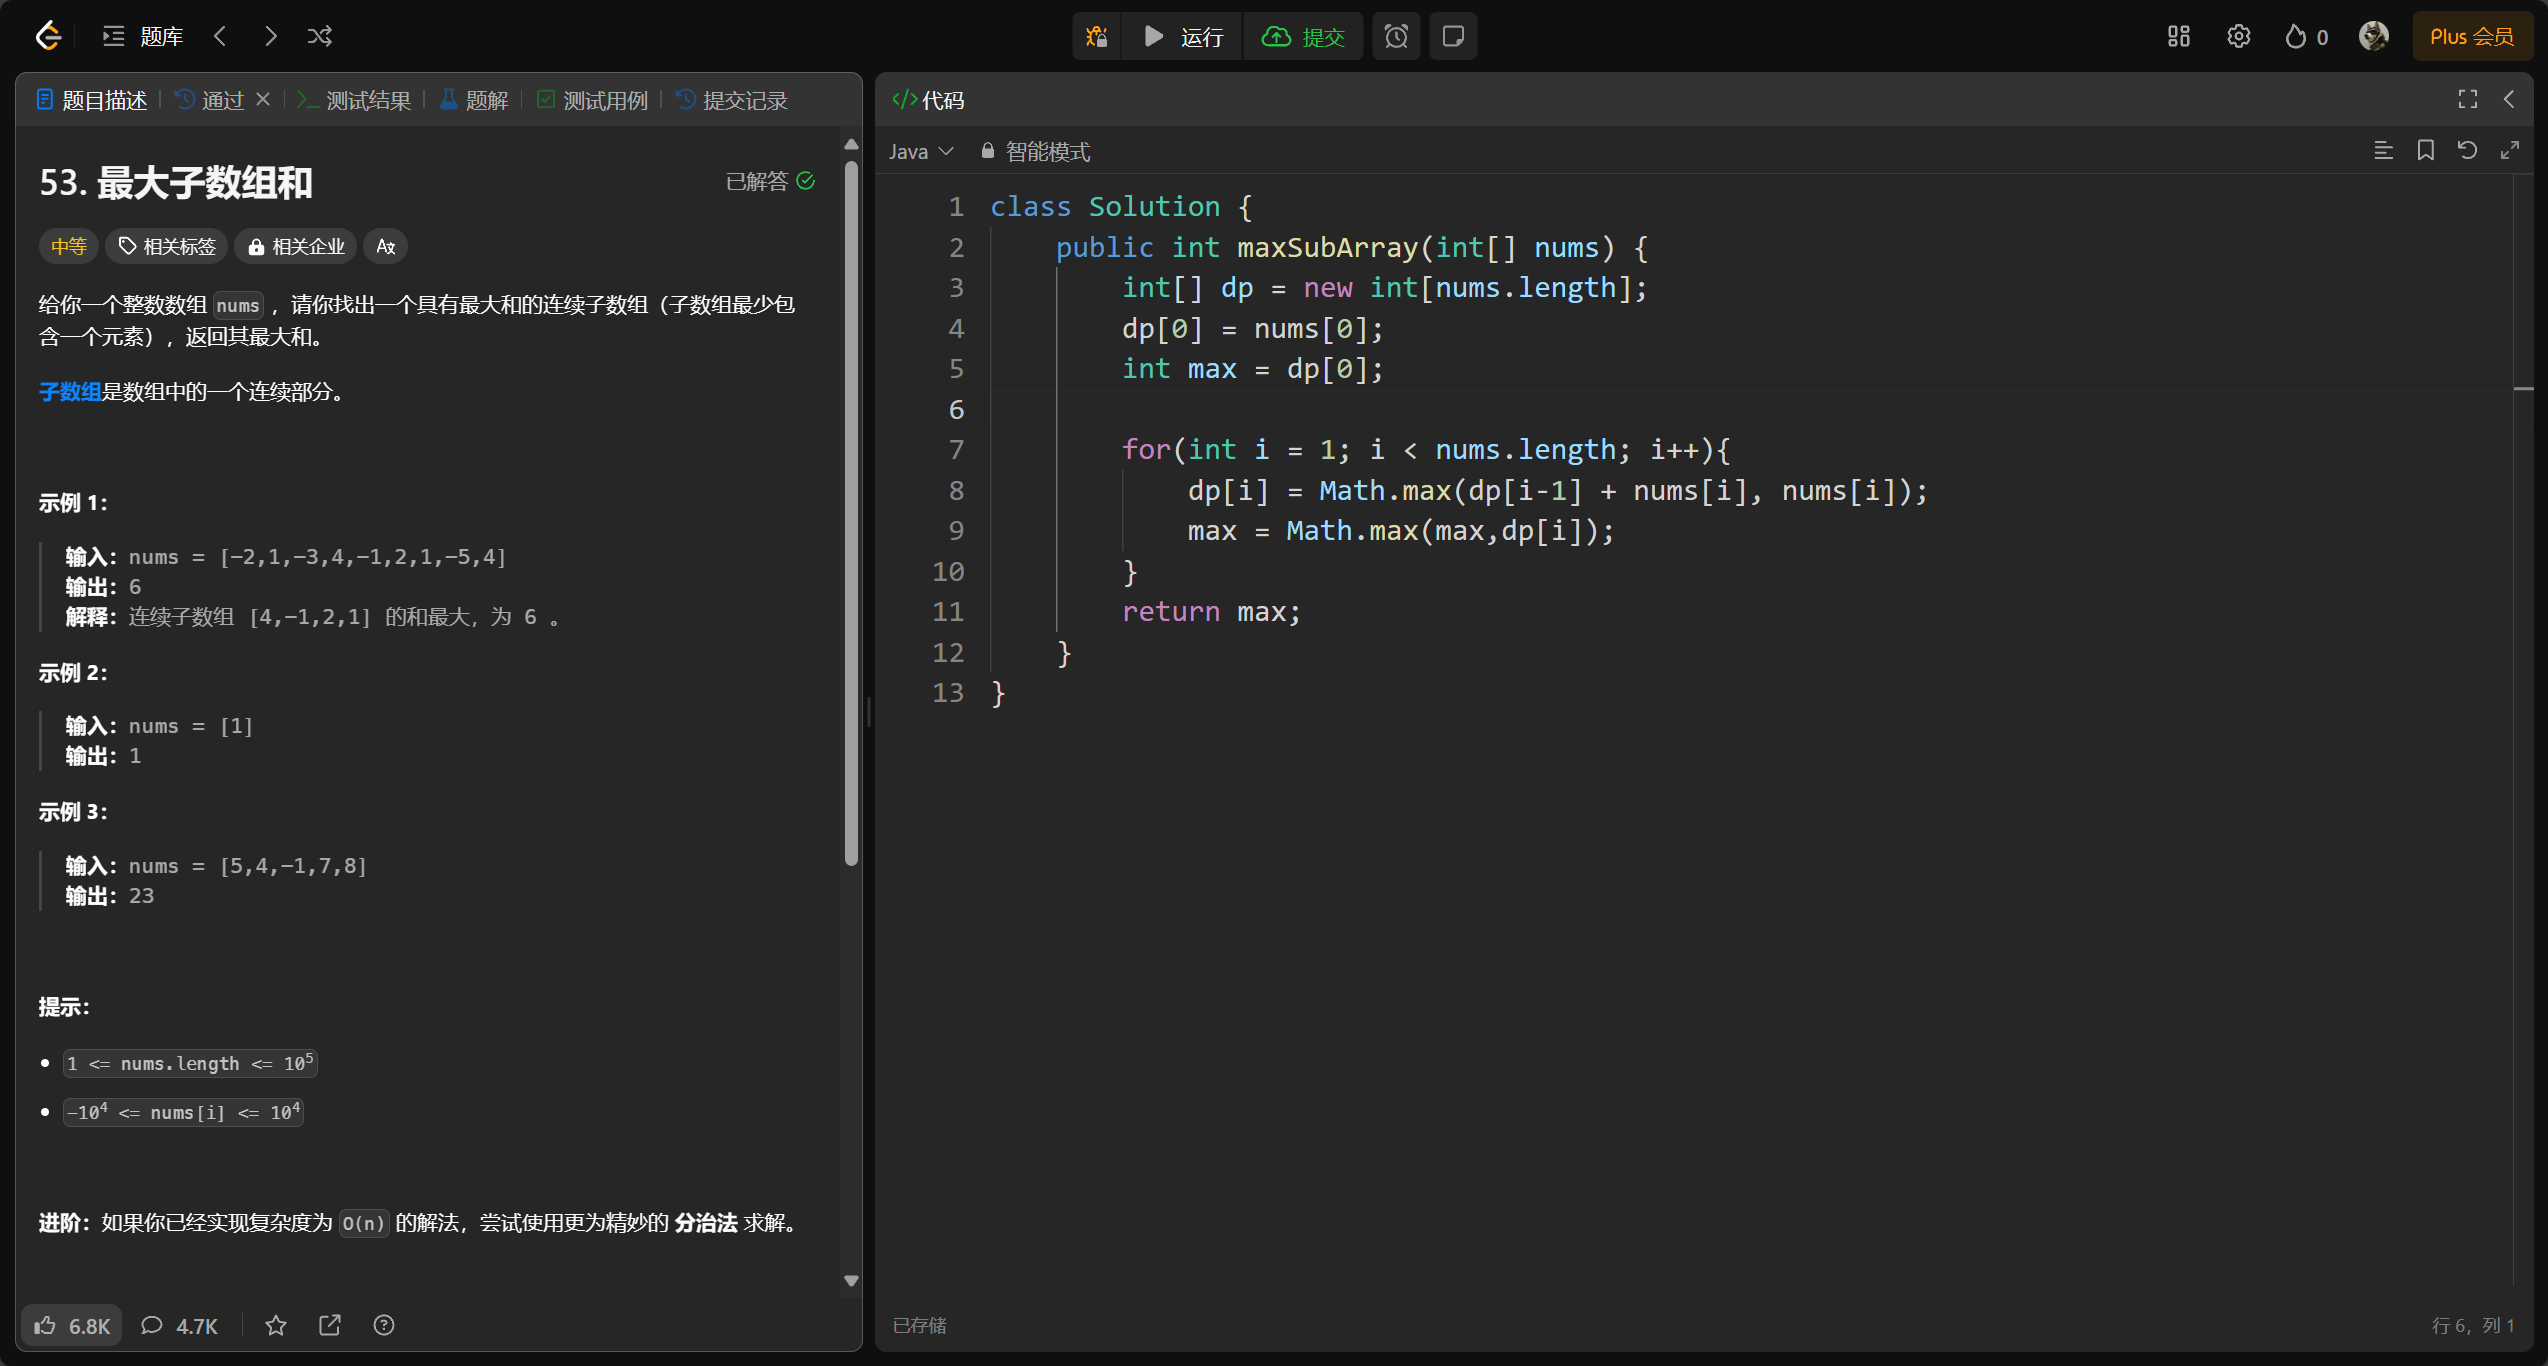 题库
运行
提交
0
Plus 会员
题目描述
通过
测试结果
题解
测试用例
提交记录
53. 最大子数组和
已解答
中等
相关标签
相关企业
给你一个整数数组 nums ，请你找出一个具有最大和的连续子数组（子数组最少包
含一个元素），返回其最大和。
子数组是数组中的一个连续部分。
示例 1：
输入：nums = [-2,1,-3,4,-1,2,1,-5,4]
输出：6
解释：连续子数组 [4,-1,2,1] 的和最大，为 6 。
示例 2：
输入：nums = [1]
输出：1
示例 3：
输入：nums = [5,4,-1,7,8]
输出：23
提示：
1 <= nums.length <= 10⁵
-10⁴ <= nums[i] <= 10⁴
进阶：如果你已经实现复杂度为 O(n) 的解法，尝试使用更为精妙的 分治法 求解。
6.8K
4.7K
</> 代码
Java
智能模式
1 class Solution {
2     public int maxSubArray(int[] nums) {
3         int[] dp = new int[nums.length];
4         dp[0] = nums[0];
5         int max = dp[0];
6
7         for(int i = 1; i < nums.length; i++){
8             dp[i] = Math.max(dp[i-1] + nums[i], nums[i]);
9             max = Math.max(max,dp[i]);
10         }
11         return max;
12     }
13 }
已存储
行 6，列 1